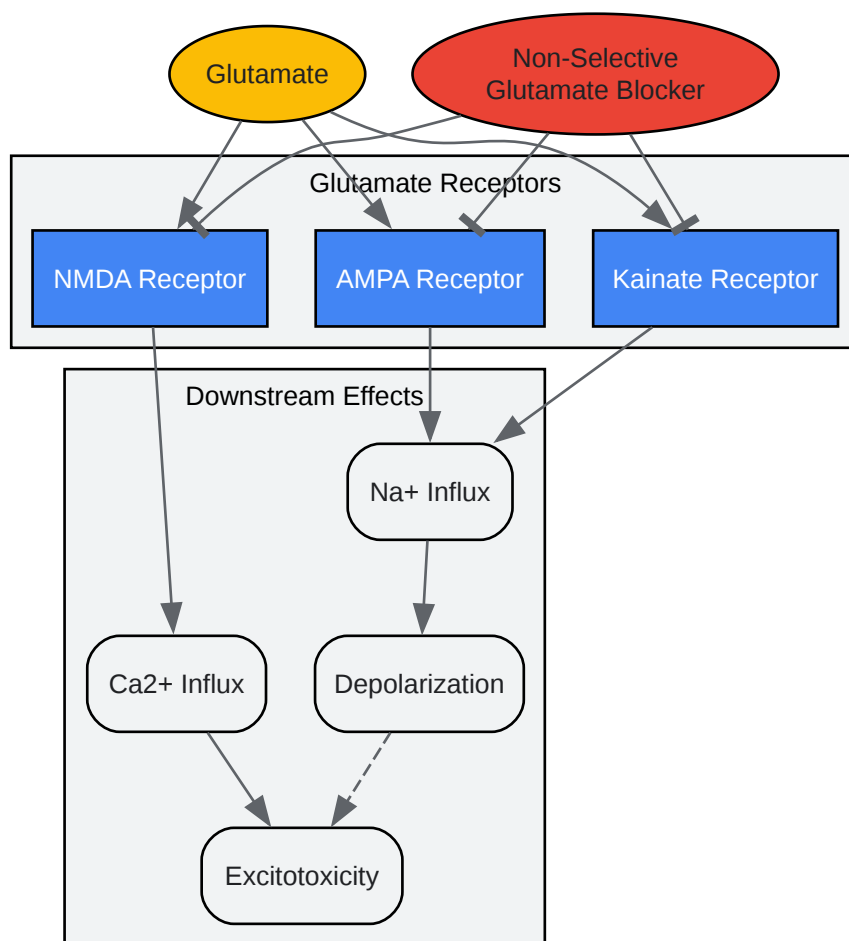 Glutamate
Non-Selective
Glutamate Blocker
Glutamate Receptors
NMDA Receptor
AMPA Receptor
Kainate Receptor
Downstream Effects
Na+ Influx
Ca2+ Influx
Depolarization
Excitotoxicity